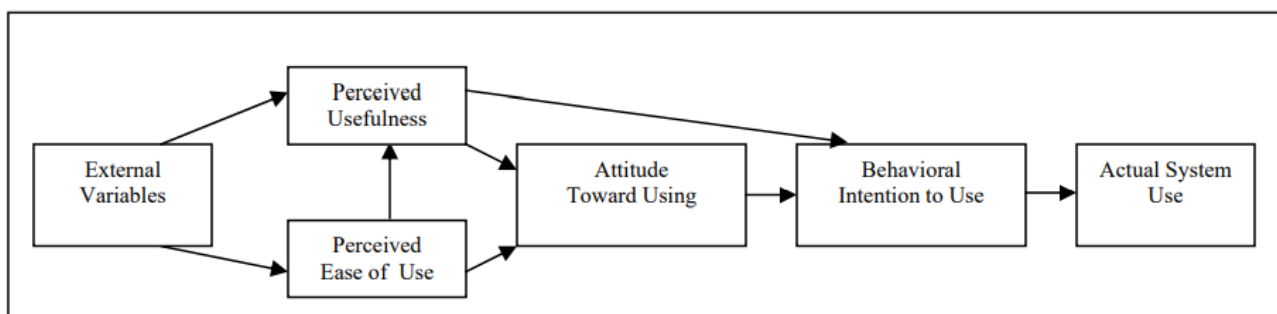 External
Variables
Perceived
Usefulness
Perceived
Ease of Use
Attitude
Toward Using
Behavioral
Intention to Use
Actual System
Use